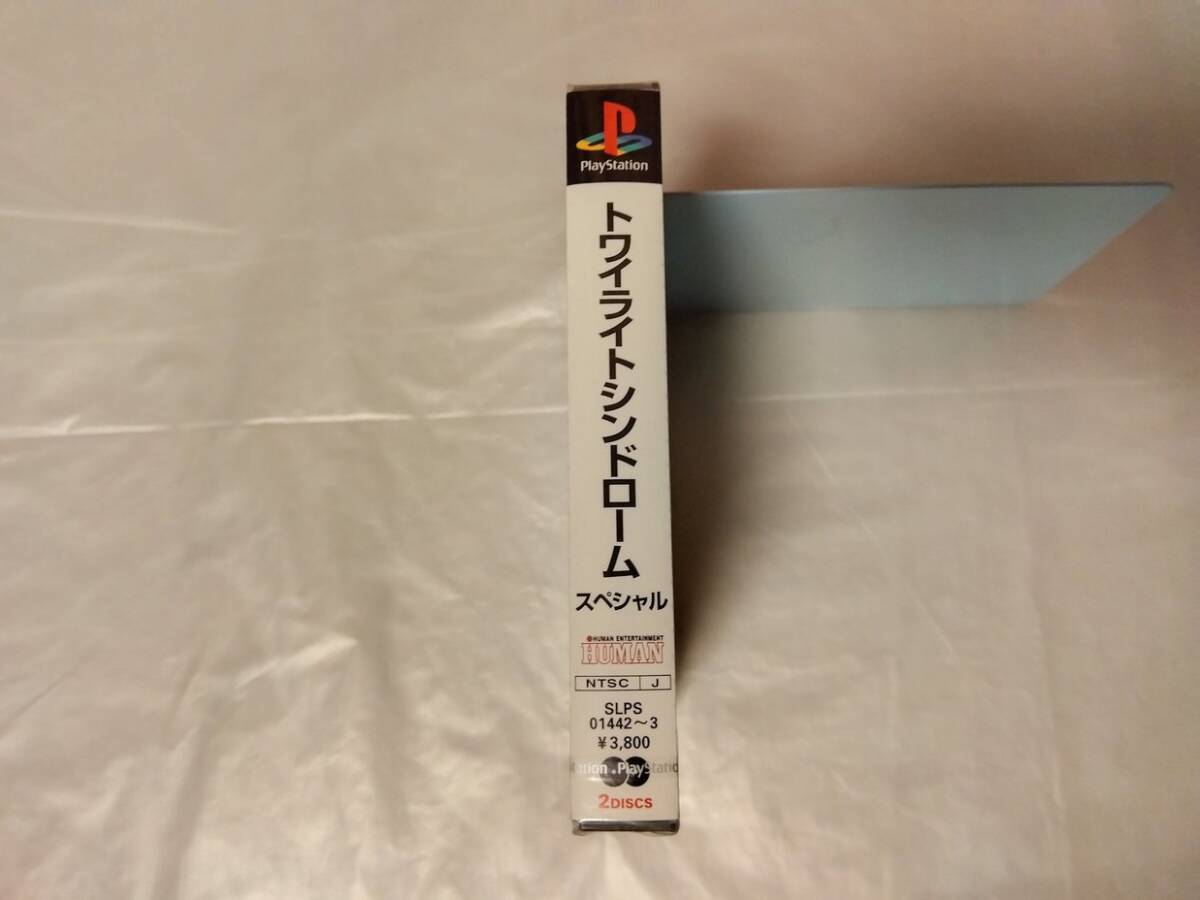 PlayStation
トワイライトシンドローム
スペシャル
HUMAN ENTERTAINMENT
HUMAN
NTSC J
SLPS
01442～3
¥3,800
PlayStatio
2DISCS